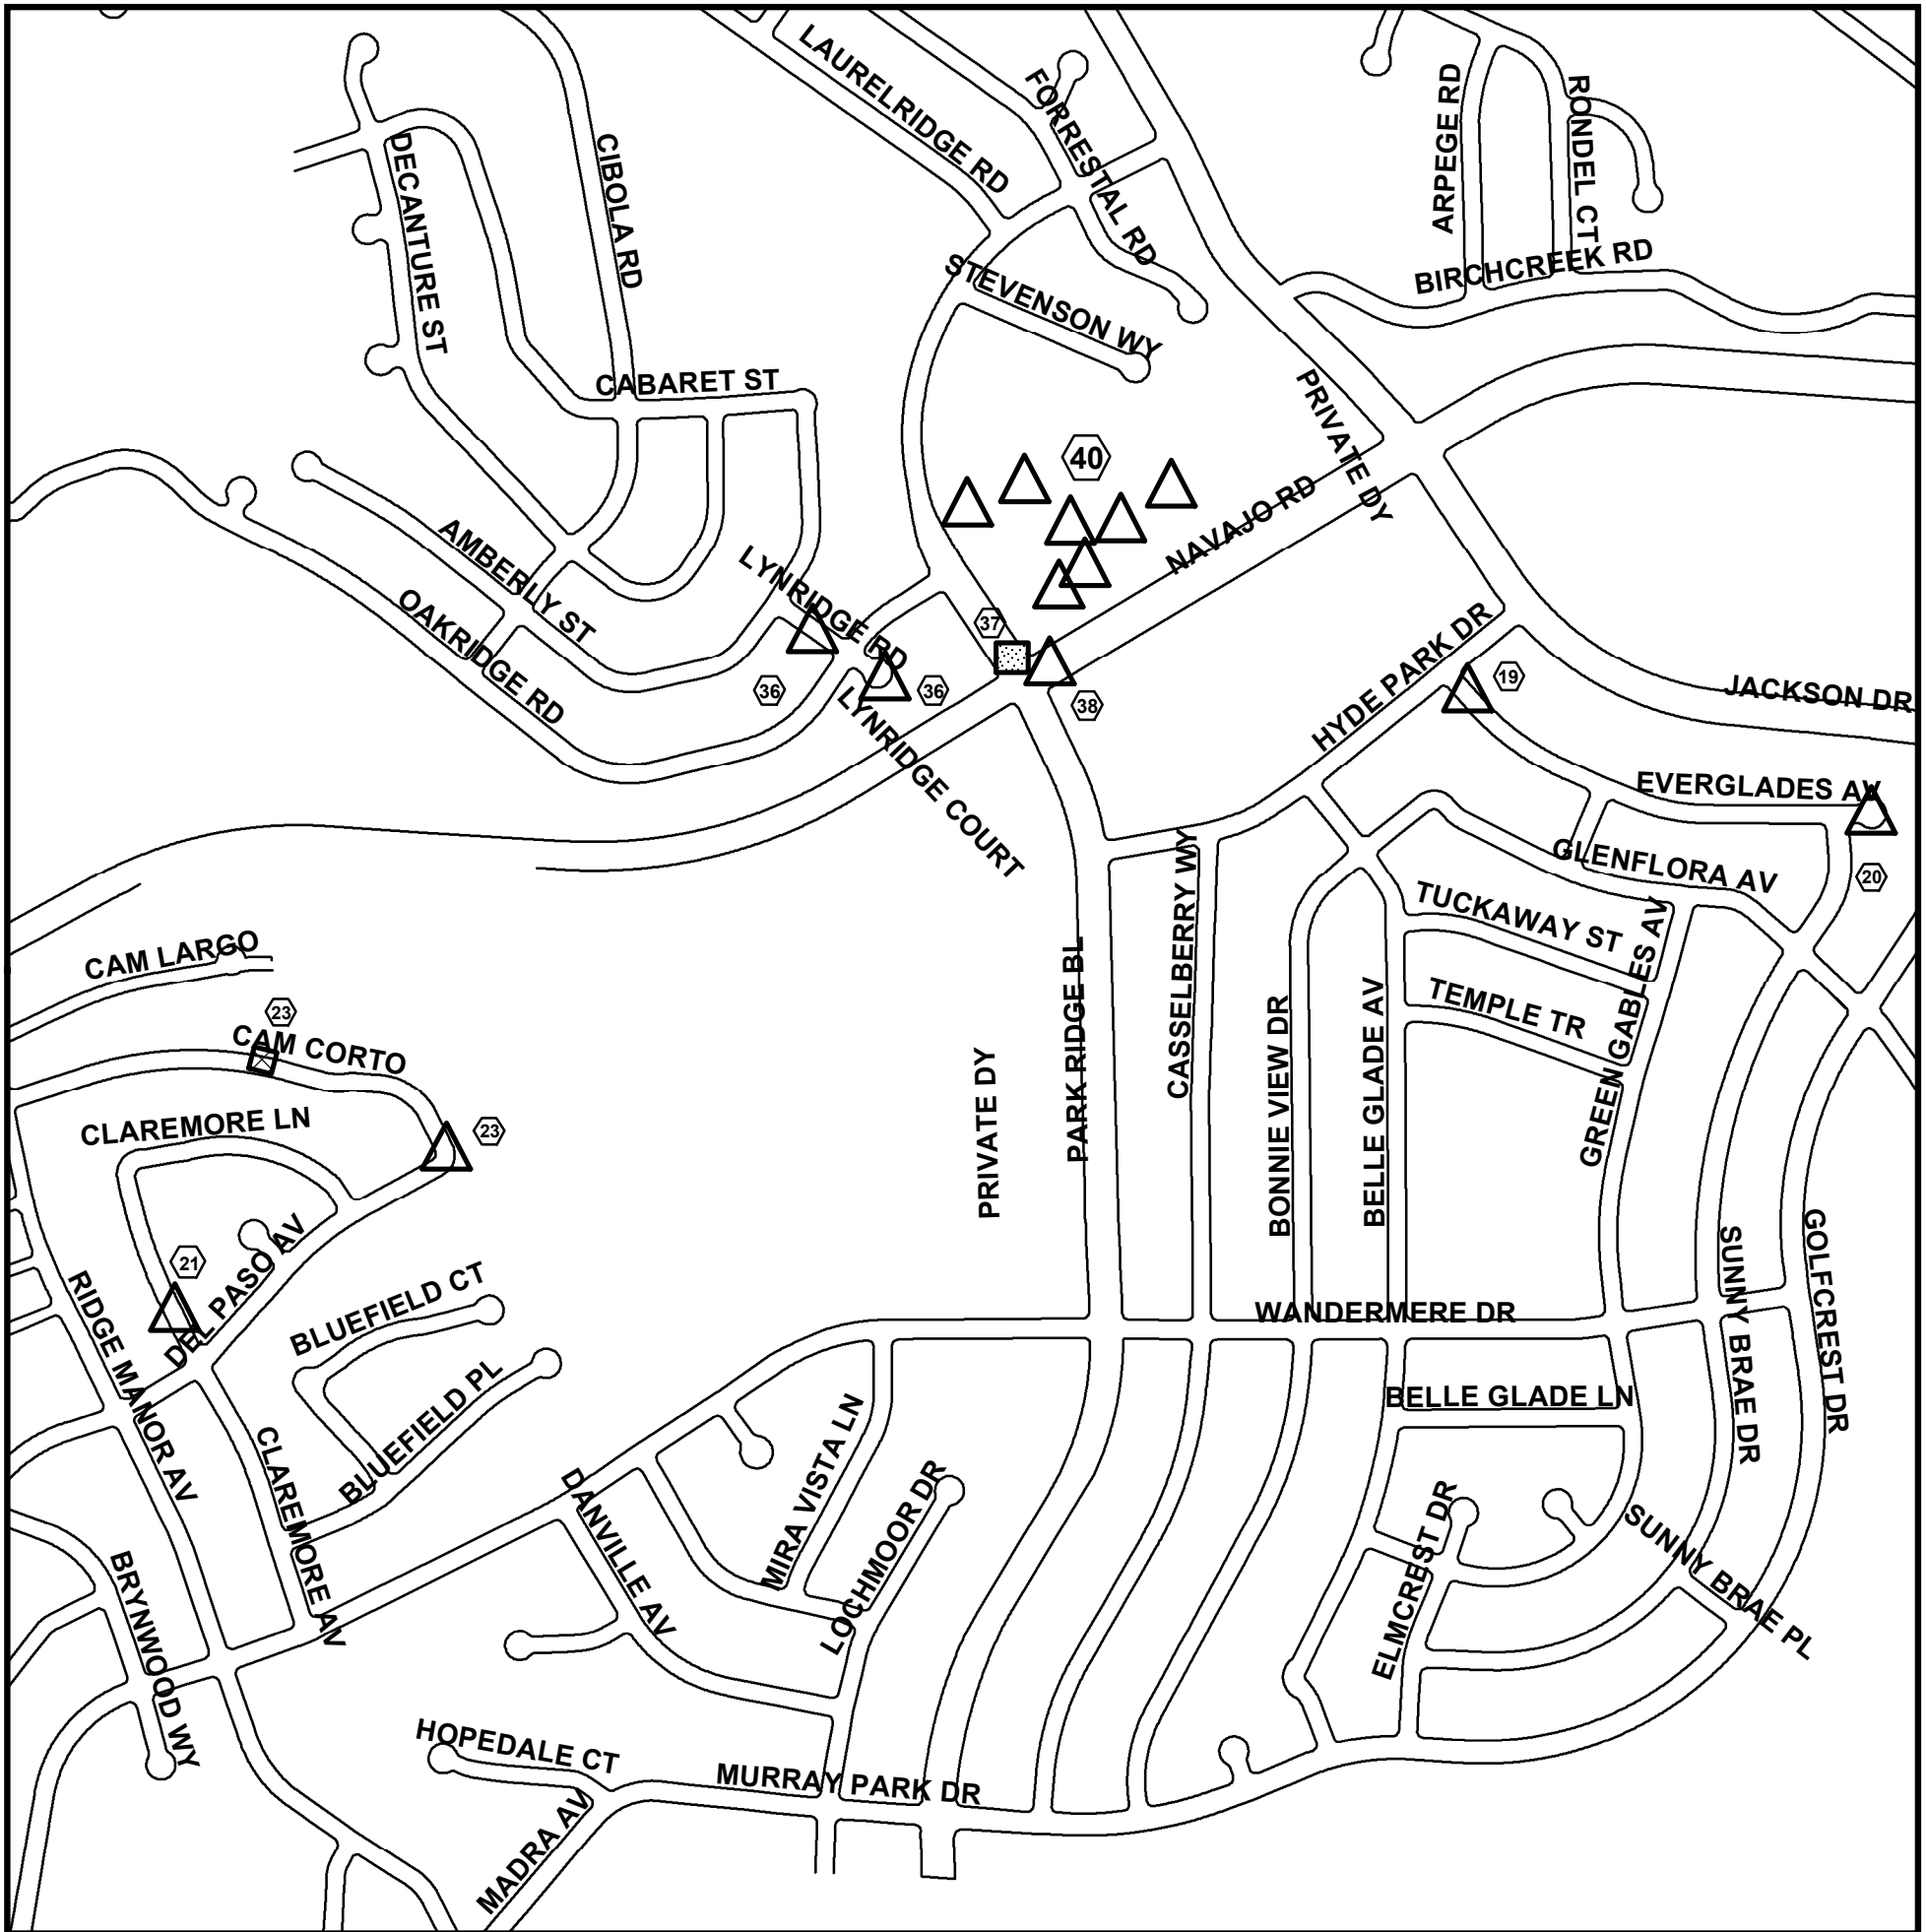 LAURELRIDGE RD
FORRESTAL RD
ARPEGE RD
RONDEL CT
DECANTURE ST
CIBOLA RD
STEVENSON WY
BIRCHCREEK RD
CABARET ST
PRIVATE DY
40
NAVAJO RD
AMBERLY ST
LYNRIDGE RD
OAKRIDGE RD
37
36
36
38
HYDE PARK DR
19
JACKSON DR
LYNRIDGE COURT
EVERGLADES AV
20
GLENFLORA AV
TUCKAWAY ST
CASSELBERRY WY
PARK RIDGE BL
TEMPLE TR
GREEN GABLES AV
CAM LARGO
23
CAM CORTO
CLAREMORE LN
23
PRIVATE DY
BONNIE VIEW DR
BELLE GLADE AV
21
DEL PASO AV
RIDGE MANOR AV
BLUEFIELD CT
BLUEFIELD PL
WANDERMERE DR
SUNNY BRAE DR
GOLFCREST DR
BELLE GLADE LN
CLAREMORE AV
MIRA VISTA LN
LOCHMOOR DR
DANVILLE AV
ELMCREST DR
SUNNY BRAE PL
BRYNWOOD WY
HOPEDALE CT
MURRAY PARK DR
MADRA AV